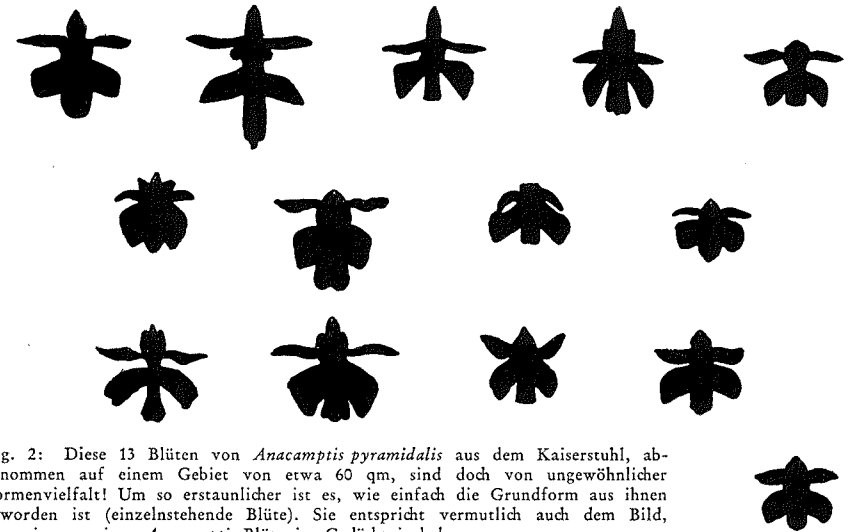 g. 2: Diese 13 Blüten von Anacamptis pyramidalis aus dem Kaiserstuhl, ab-
nommen auf einem Gebiet von etwa 60 qm, sind doch von ungewöhnlicher
ormenvielfalt! Um so erstaunlicher ist es, wie einfach die Grundform aus ihnen
worden ist (einzelnstehende Blüte). Sie entspricht vermutlich auch dem Bild,